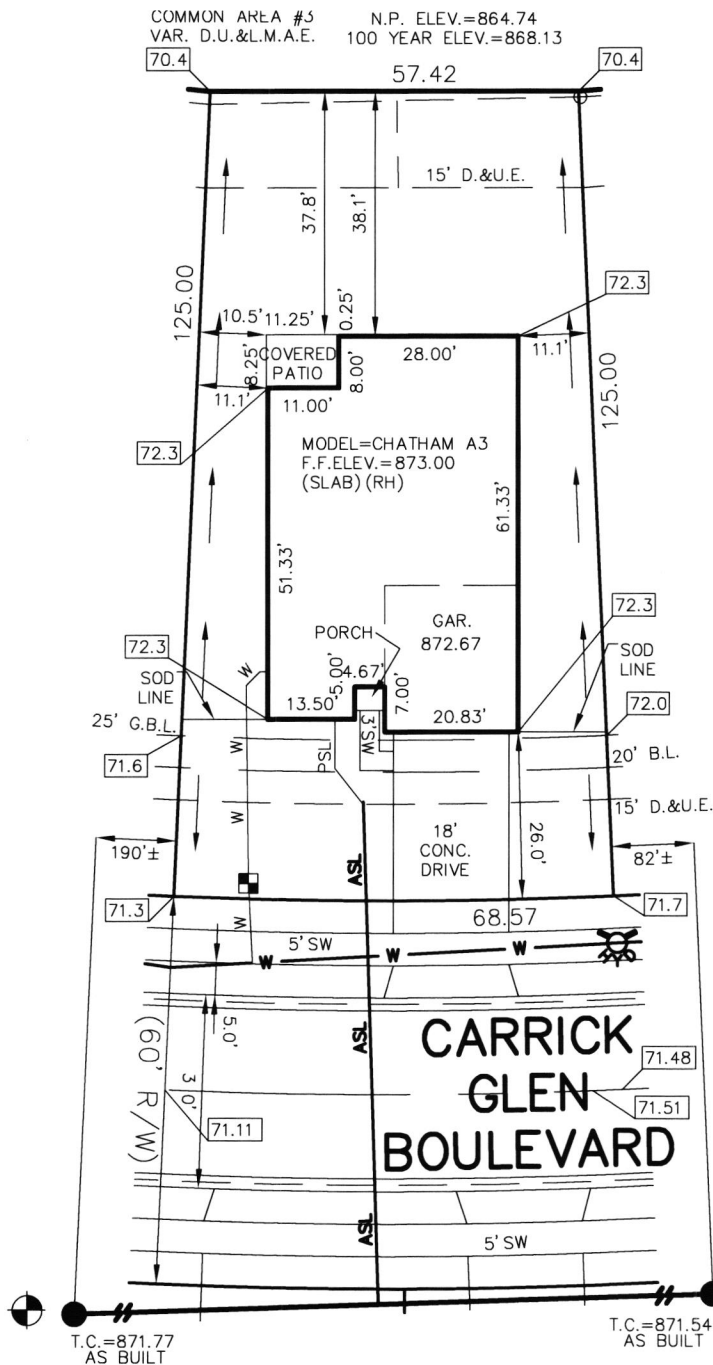 COMMON AREA #3
VAR. D.U.&L.M.A.E.
N.P. ELEV.=864.74
100 YEAR ELEV.=868.13
70.4
57.42
70.4
15' D.&U.E.
37.8'
38.1'
125.00
125.00
72.3
10.5'
11.25'
0.25'
COVERED
PATIO
8.25'
8.00'
28.00'
11.1'
11.1'
11.00'
72.3
MODEL=CHATHAM A3
F.F.ELEV.=873.00
(SLAB) (RH)
61.33'
51.33'
PORCH
GAR.
872.67
72.3
72.3
SOD
LINE
SOD
LINE
W
5.00'
4.67'
7.00'
13.50'
20.83'
3'SW
72.0
25' G.B.L.
W
PSL
20' B.L.
71.6
15' D.&U.E.
W
26.0'
18'
CONC.
DRIVE
190'±
82'±
ASL
71.3
71.7
68.57
W
5'SW
W
W
W
5.0'
ASL
CARRICK
GLEN
BOULEVARD
(60' R/W)
3.0'
71.11
71.48
71.51
ASL
5'SW
T.C.=871.77
AS BUILT
T.C.=871.54
AS BUILT